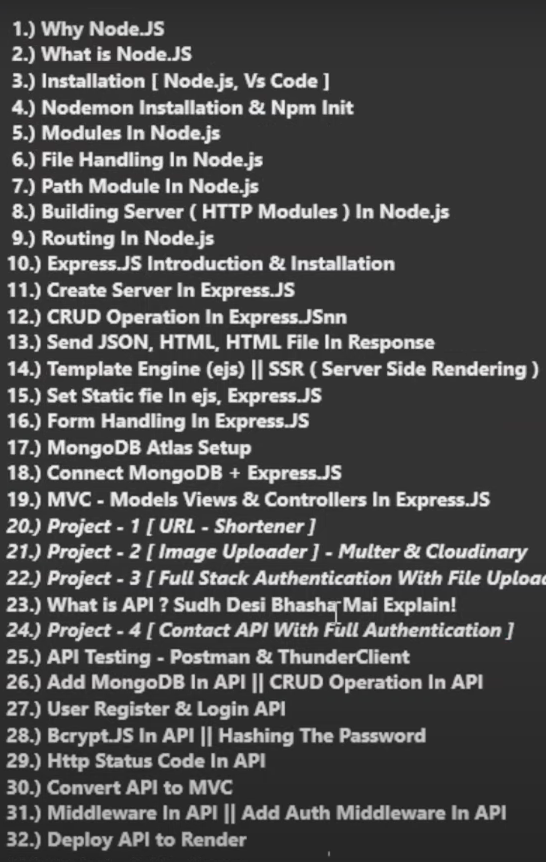 1.) Why Node.JS
2.) What is Node.JS
3.) Installation [ Node.js, Vs Code ]
4.) Nodemon Installation & Npm Init
5.) Modules In Node.js
6.) File Handling In Node.js
7.) Path Module In Node.js
8.) Building Server ( HTTP Modules ) In Node.js
9.) Routing In Node.js
10.) Express.JS Introduction & Installation
11.) Create Server In Express.JS
12.) CRUD Operation In Express.JSnn
13.) Send JSON, HTML, HTML File In Response
14.) Template Engine (ejs) || SSR ( Server Side Rendering )
15.) Set Static fie In ejs, Express.JS
16.) Form Handling In Express.JS
17.) MongoDB Atlas Setup
18.) Connect MongoDB + Express.JS
19.) MVC - Models Views & Controllers In Express.JS
20.) Project - 1 [ URL - Shortener ]
21.) Project - 2 [ Image Uploader ] - Multer & Cloudinary
22.) Project - 3 [ Full Stack Authentication With File Uploa
23.) What is API ? Sudh Desi Bhasha Mai Explain!
24.) Project - 4 [ Contact API With Full Authentication ]
25.) API Testing - Postman & ThunderClient
26.) Add MongoDB In API || CRUD Operation In API
27.) User Register & Login API
28.) Bcrypt.JS In API || Hashing The Password
29.) Http Status Code In API
30.) Convert API to MVC
31.) Middleware In API || Add Auth Middleware In API
32.) Deploy API to Render